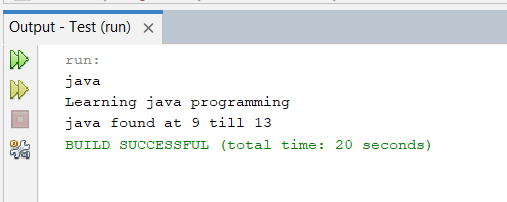 Output - Test (run) ×
run:
java
Learning java programming
java found at 9 till 13
BUILD SUCCESSFUL (total time: 20 seconds)